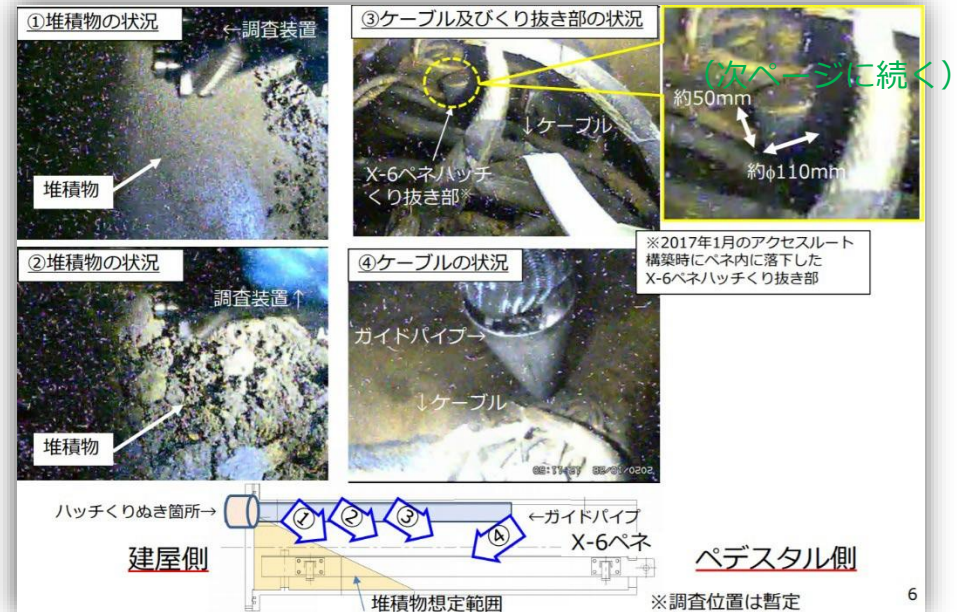 ①堆積物の状況
←調査装置
堆積物
③ケーブル及びくり抜き部の状況
↓ケーブル
X-6ペネハッチ
くり抜き部※
(次ページに続く)
約50mm
約φ110mm
※2017年1月のアクセスルート
構築時にペネ内に落下した
X-6ペネハッチくり抜き部
②堆積物の状況
調査装置↑
堆積物
④ケーブルの状況
ガイドパイプ→
↓ケーブル
ハッチくりぬき箇所→
① ② ③ ④
←ガイドパイプ
X-6ペネ
建屋側
ペデスタル側
堆積物想定範囲
※調査位置は暫定
6